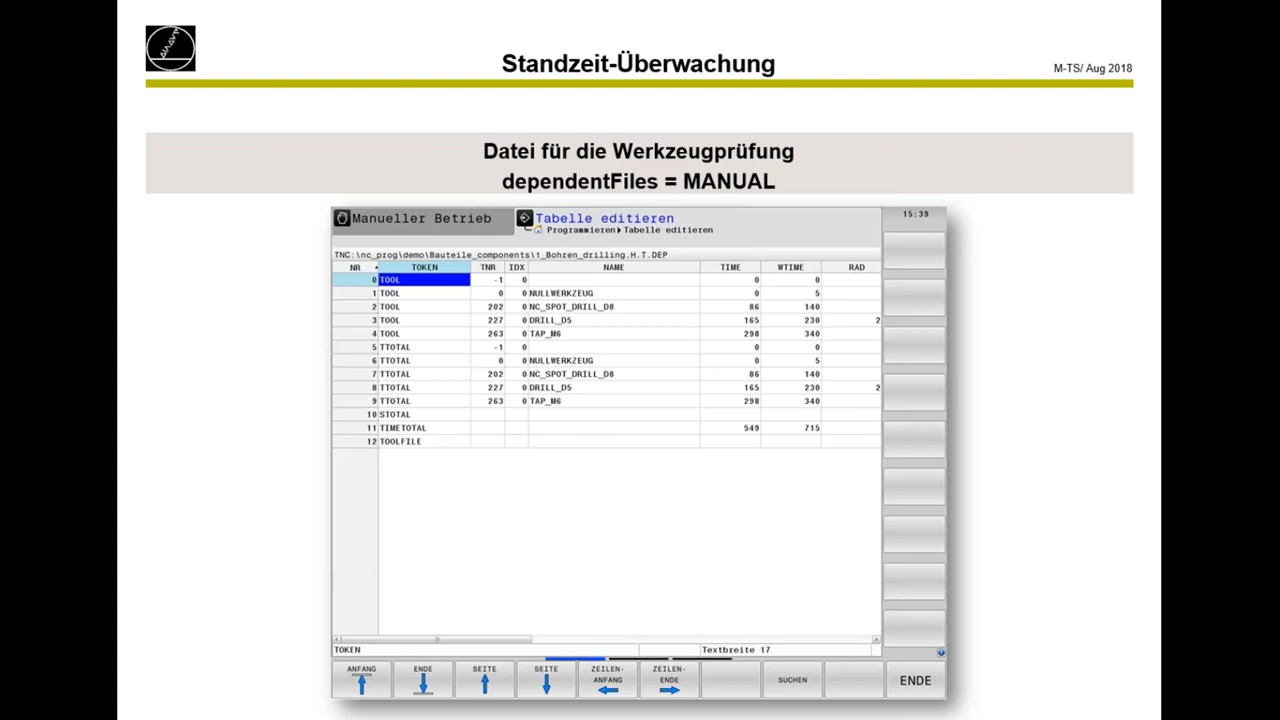 Standzeit-Überwachung
M-TS/ Aug 2018
Datei für die Werkzeugprüfung
dependentFiles = MANUAL
Manueller Betrieb
Tabelle editieren
Programmieren Tabelle editieren
15:39
TNC:\nc_prog\demo\Bauteile_components\1_Bohren_drilling.H.T.DEP
NR TOKEN TNR IDX NAME TIME WTIME RAD
0 TOOL -1 0 0 0
1 TOOL 0 0 NULLWERKZEUG 0 5
2 TOOL 202 0 NC_SPOT_DRILL_D8 86 140
3 TOOL 227 0 DRILL_D5 165 230 2
4 TOOL 263 0 TAP_M6 298 340
5 TTOTAL -1 0 0 0
6 TTOTAL 0 0 NULLWERKZEUG 0 5
7 TTOTAL 202 0 NC_SPOT_DRILL_D8 86 140
8 TTOTAL 227 0 DRILL_D5 165 230 2
9 TTOTAL 263 0 TAP_M6 298 340
10 STOTAL
11 TIMETOTAL 549 715
12 TOOLFILE
TOKEN Textbreite 17
ANFANG
ENDE
SEITE
SEITE
ZEILEN-
ANFANG
ZEILEN-
ENDE
SUCHEN
ENDE